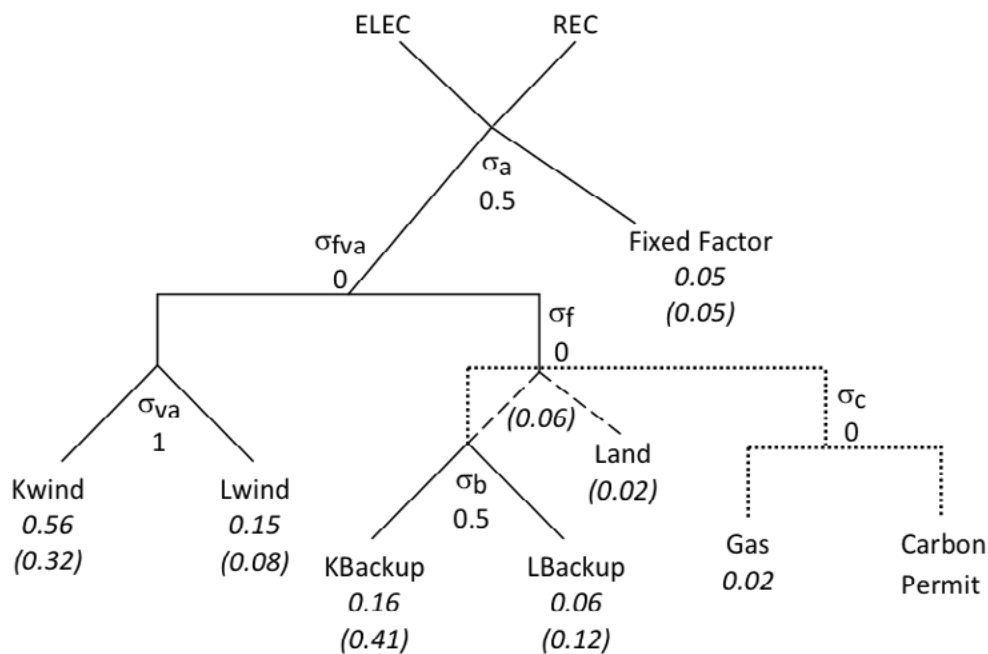 ELEC REC
σa
0.5
σfva
0
Fixed Factor
0.05
(0.05)
σf
0
σva
1
(0.06)
σc
0
Land
(0.02)
Kwind
0.56
(0.32)
Lwind
0.15
(0.08)
σb
0.5
KBackup
0.16
(0.41)
LBackup
0.06
(0.12)
Gas
0.02
Carbon
Permit